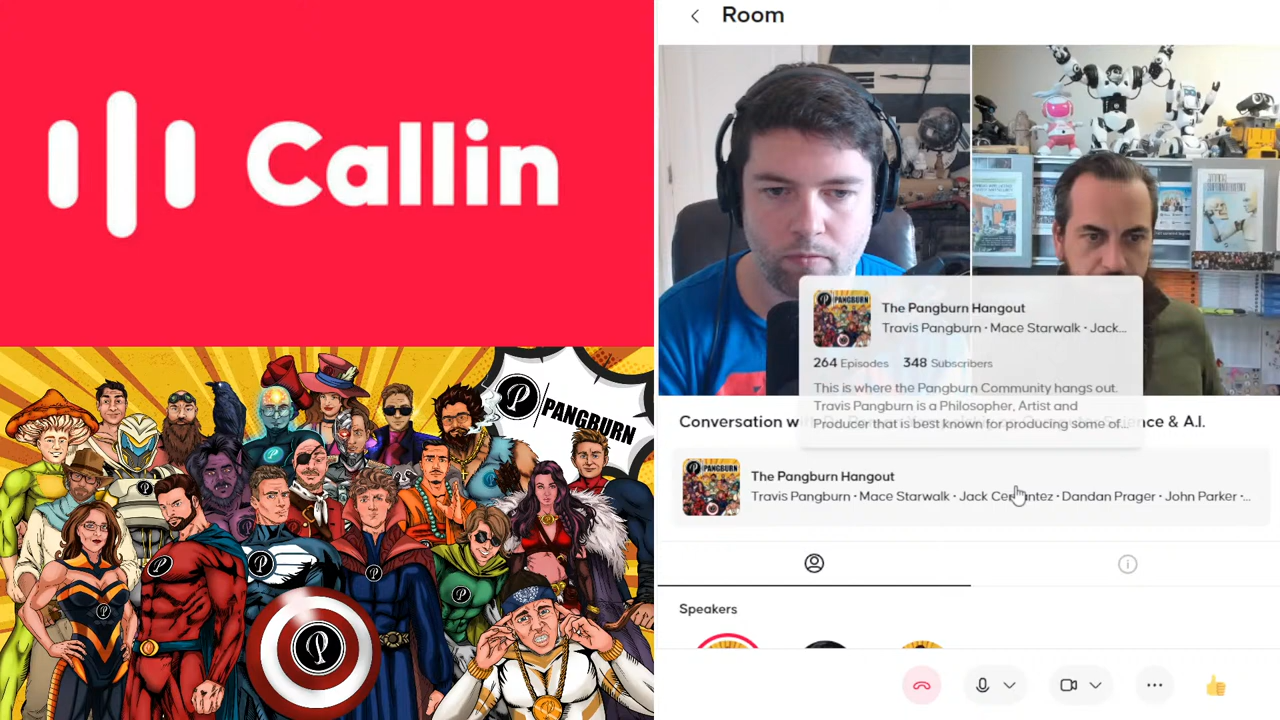 Callin
PANGBURN
Room
The Pangburn Hangout
Travis Pangburn · Mace Starwalk · Jack...
264 Episodes 348 Subscribers
This is where the Pangburn Community hangs out.
Travis Pangburn is a Philosopher, Artist and
Producer that is best known for producing some of...
Conversation
& A.I.
PANGBURN
The Pangburn Hangout
Travis Pangburn · Mace Starwalk · Jack Cervantez · Dandan Prager · John Parker ·...
Speakers